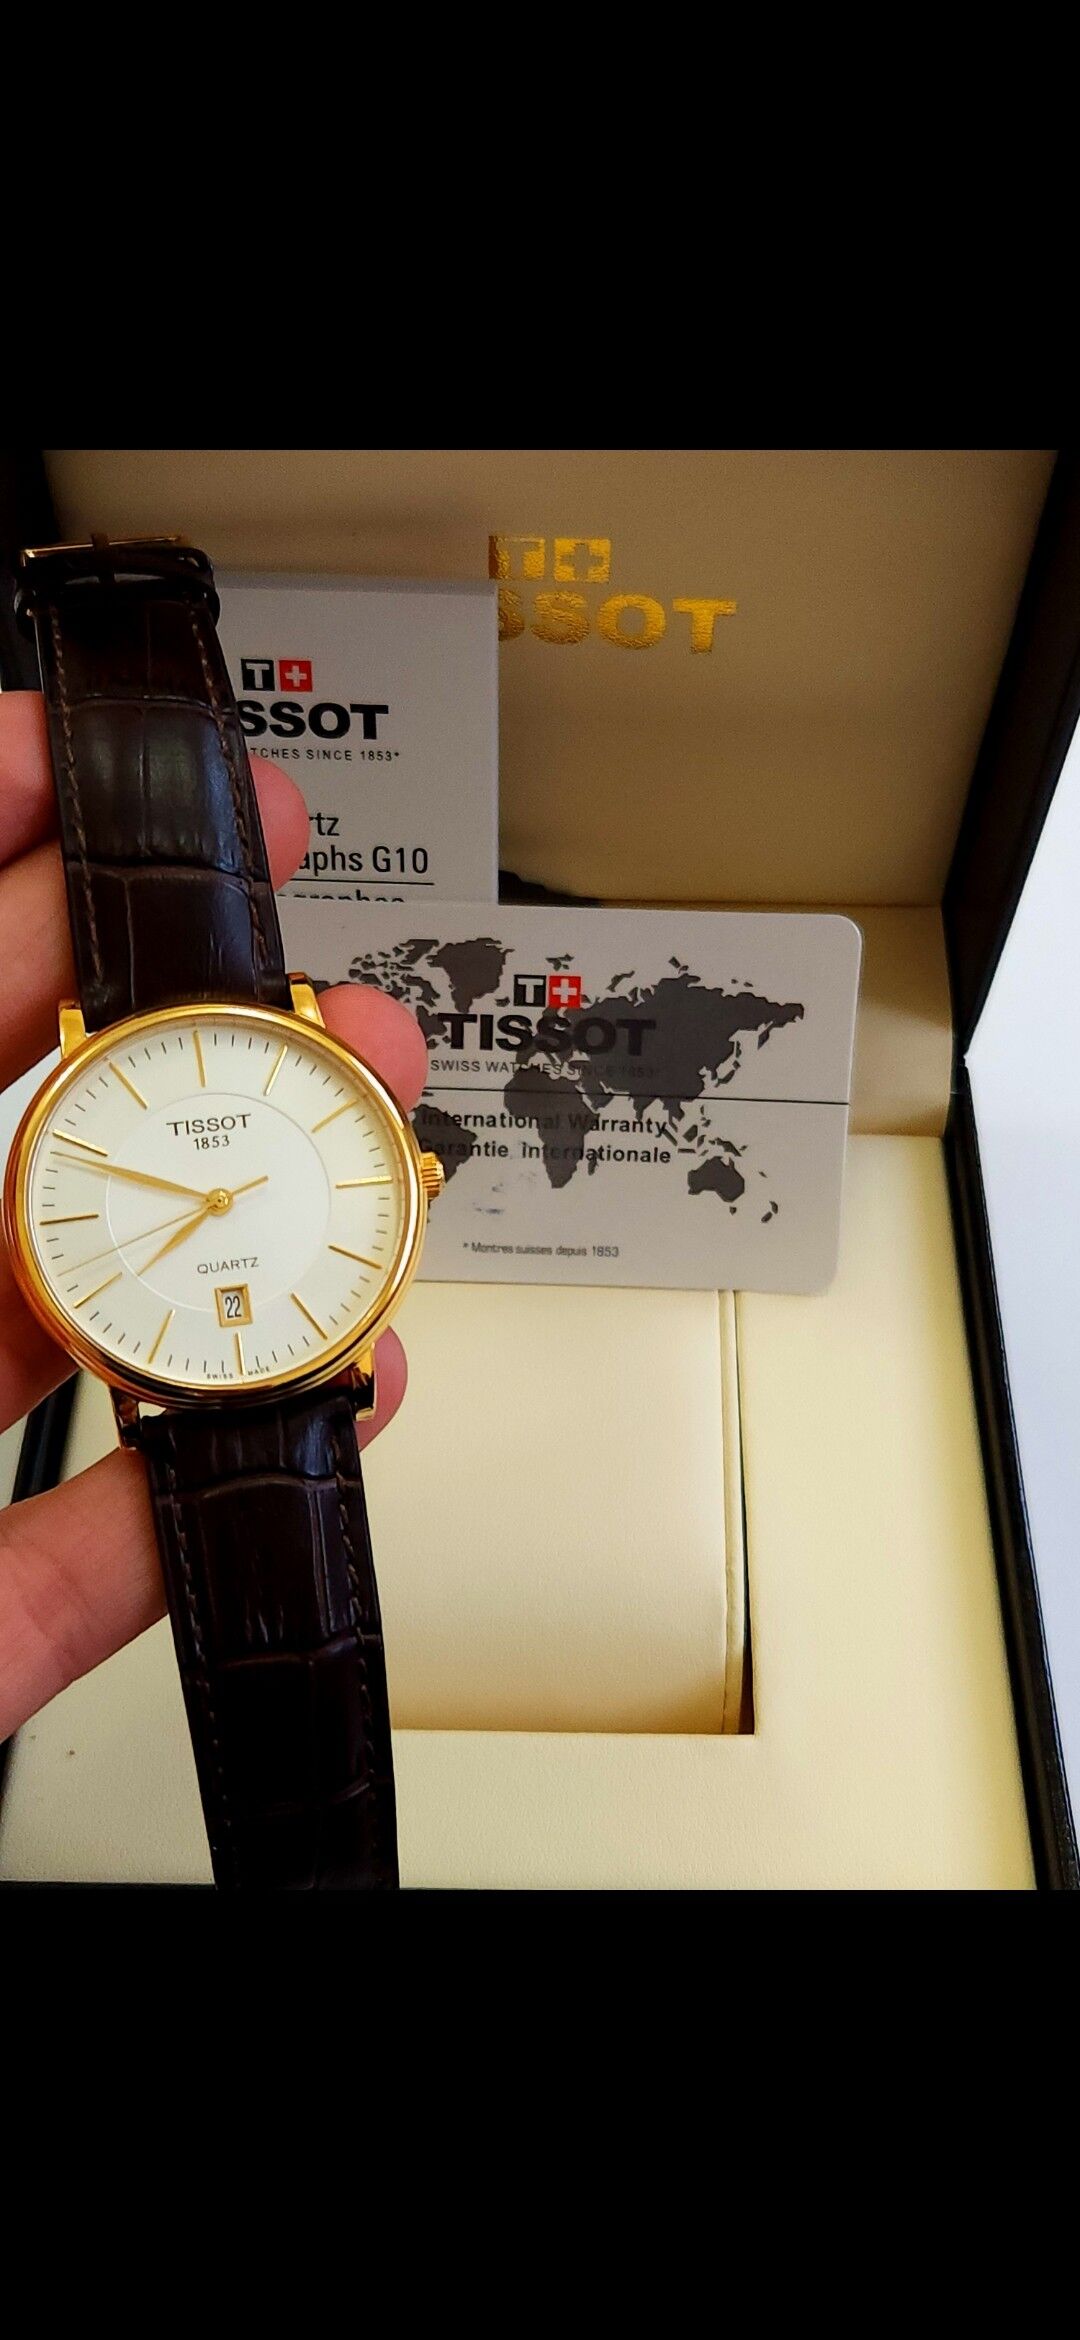 T+
SSOT
T+
SSOT
TCHES SINCE 1853*
rtz
aphs G10
T+
TISSOT
SWISS WATCHES SINCE 1853*
International Warranty
Garantie Internationale
* Montres suisses depuis 1853
TISSOT
1853
QUARTZ
22
SWISS MADE